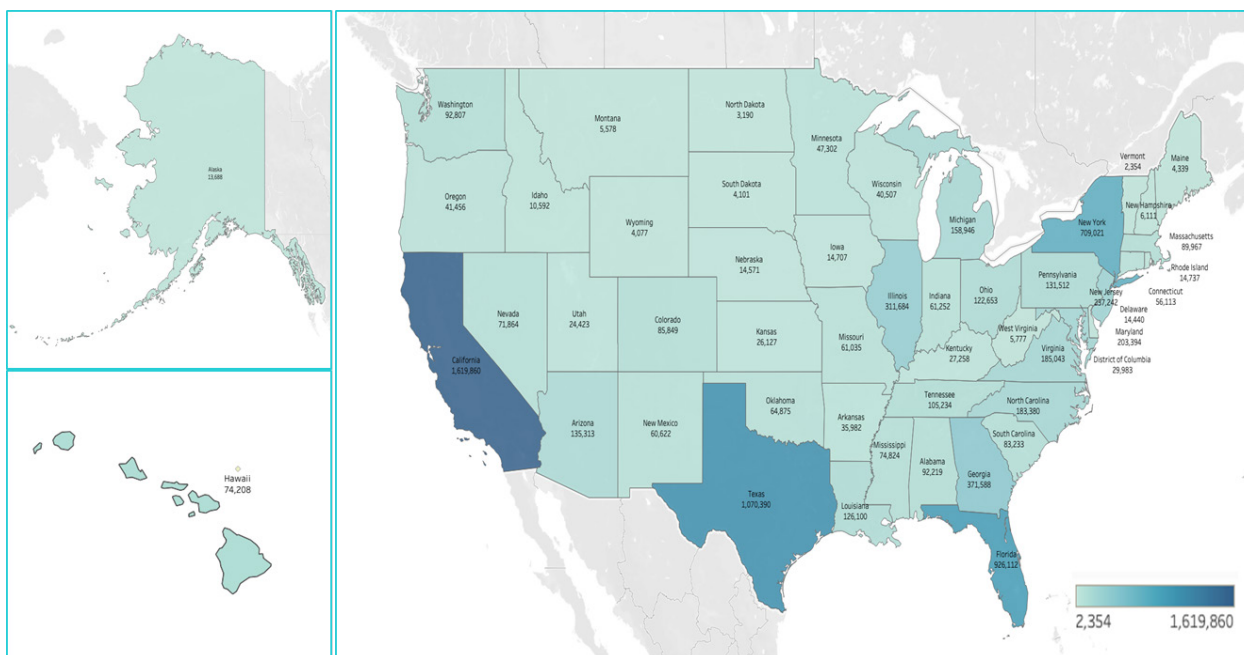 Alaska
13,688
Hawaii
74,208
Washington
92,807
Montana
5,578
North Dakota
3,190
Minnesota
47,302
Vermont
2,354
Maine
4,339
Oregon
41,456
Idaho
10,592
Wyoming
4,077
South Dakota
4,101
Wisconsin
40,507
Michigan
158,946
New York
709,021
New Hampshire
6,111
Massachusetts
89,967
Rhode Island
14,737
Connecticut
56,113
Nevada
71,864
Utah
24,423
Colorado
85,849
Nebraska
14,571
Iowa
14,707
Illinois
311,684
Indiana
61,252
Ohio
122,653
Pennsylvania
131,512
New Jersey
237,242
Delaware
14,440
Maryland
203,394
District of Columbia
29,983
California
1,619,860
Kansas
26,127
Missouri
61,035
Kentucky
27,258
West Virginia
5,777
Virginia
185,043
Arizona
135,313
New Mexico
60,622
Oklahoma
64,875
Arkansas
35,982
Tennessee
105,234
North Carolina
183,380
South Carolina
83,233
Texas
1,070,390
Louisiana
126,100
Mississippi
74,824
Alabama
92,219
Georgia
371,588
Florida
926,112
2,354
1,619,860